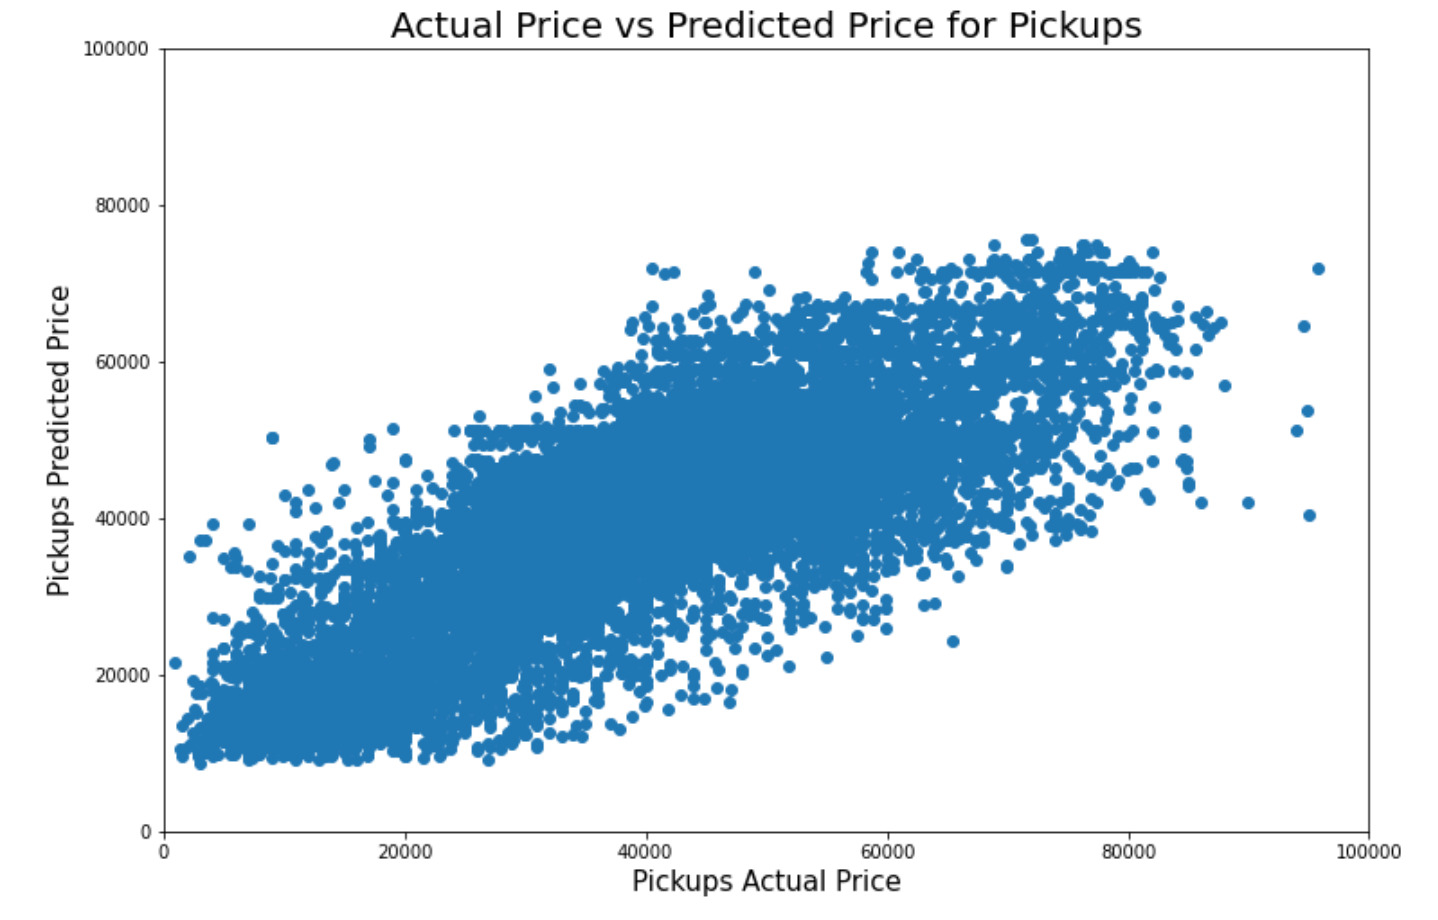 Actual Price vs Predicted Price for Pickups
100000
80000
60000
40000
20000
0
Pickups Predicted Price
0 20000 40000 60000 80000 100000
Pickups Actual Price